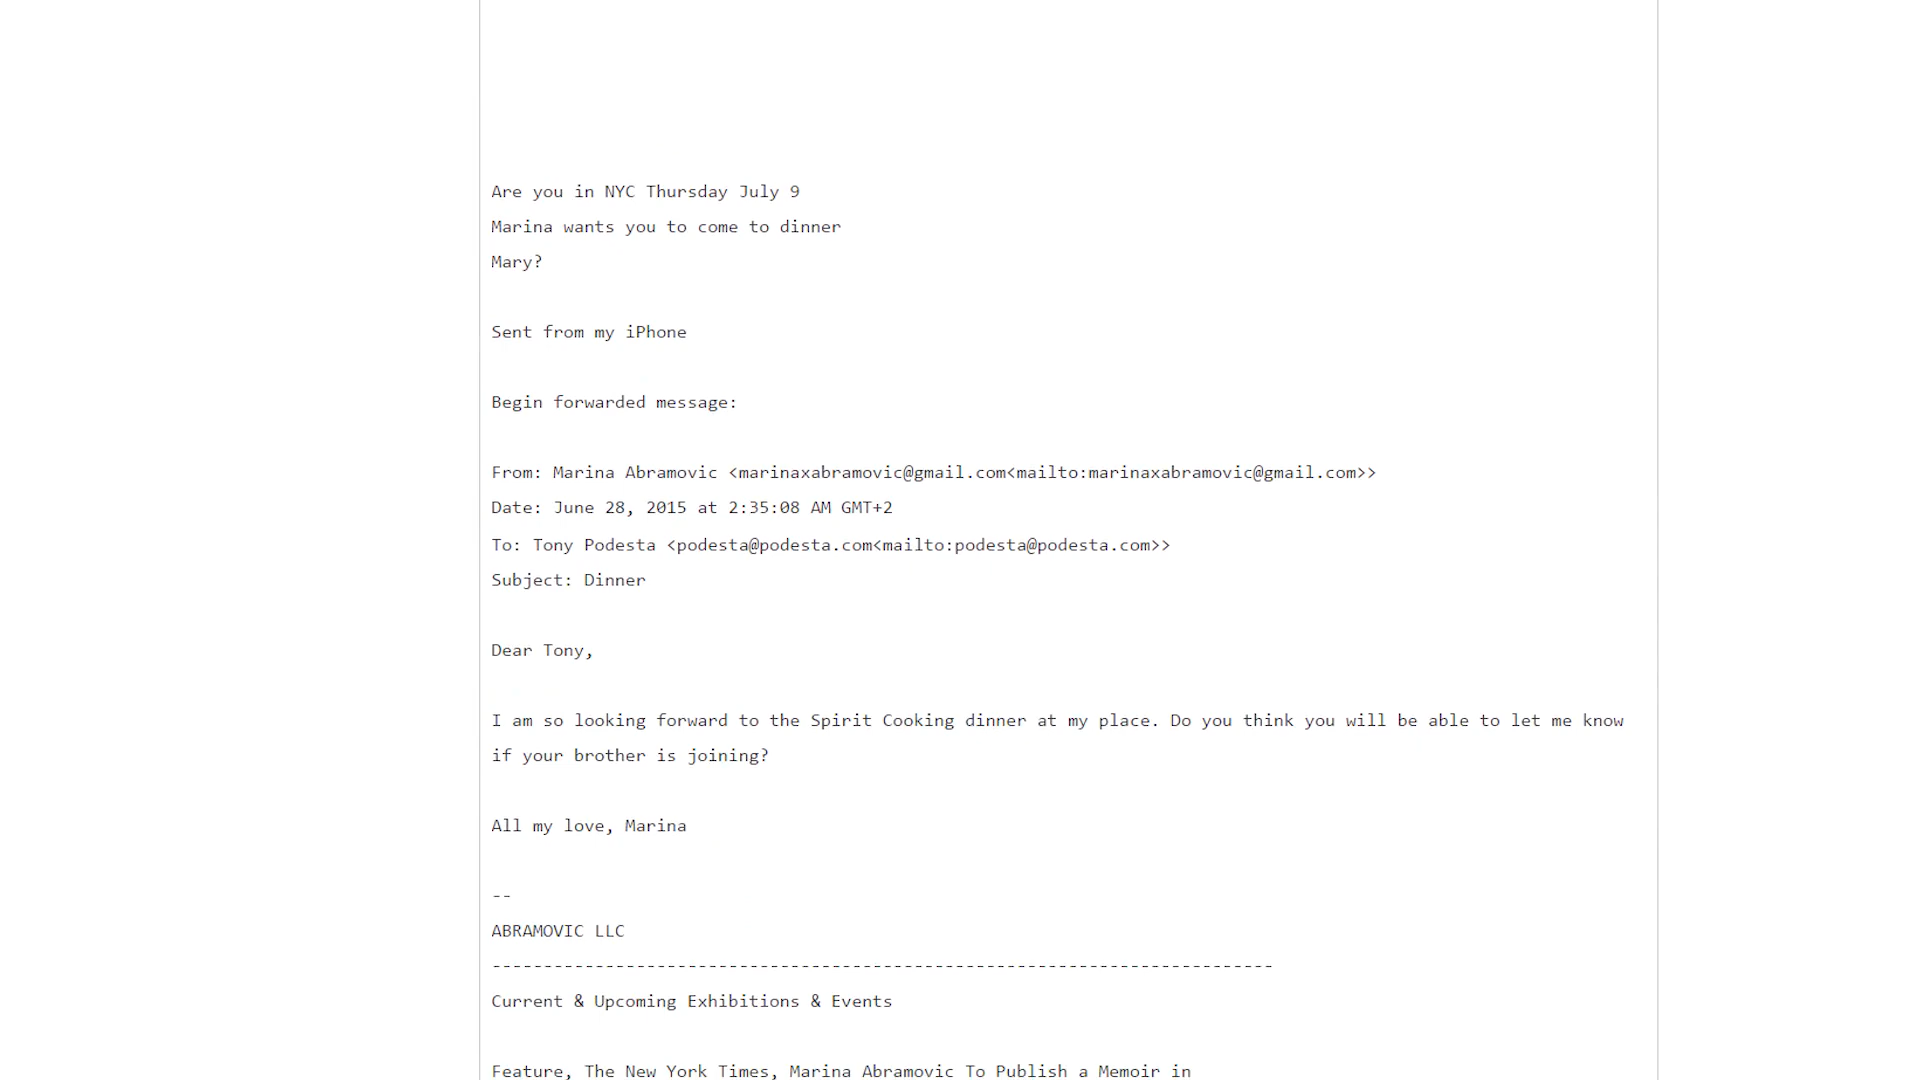 Are you in NYC Thursday July 9
Marina wants you to come to dinner
Mary?
Sent from my iPhone
Begin forwarded message:
From: Marina Abramovic <marinaxabramovic@gmail.com<mailto:marinaxabramovic@gmail.com>>
Date: June 28, 2015 at 2:35:08 AM GMT+2
To: Tony Podesta <podesta@podesta.com<mailto:podesta@podesta.com>>
Subject: Dinner
Dear Tony,
I am so looking forward to the Spirit Cooking dinner at my place. Do you think you will be able to let me know
if your brother is joining?
All my love, Marina
--
ABRAMOVIC LLC
----------------------------------------------------------------------------
Current & Upcoming Exhibitions & Events
Feature, The New York Times, Marina Abramovic To Publish a Memoir in